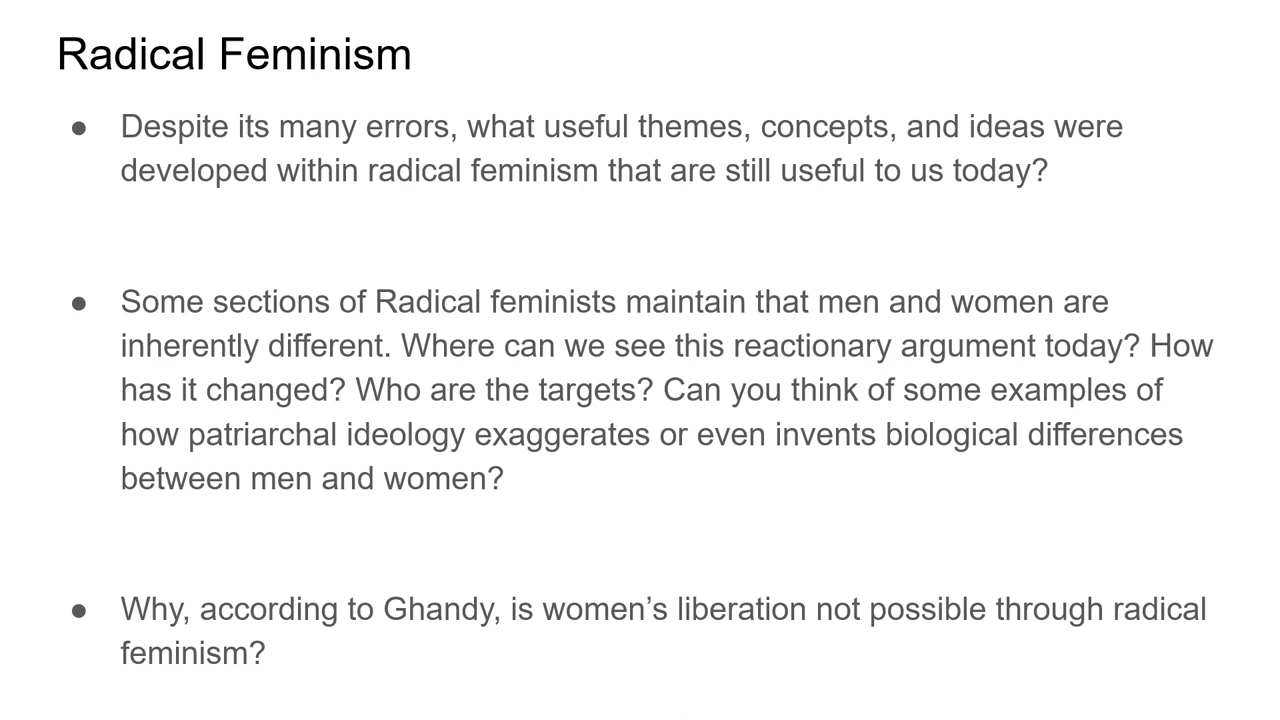 Radical Feminism
● Despite its many errors, what useful themes, concepts, and ideas were
developed within radical feminism that are still useful to us today?
● Some sections of Radical feminists maintain that men and women are
inherently different. Where can we see this reactionary argument today? How
has it changed? Who are the targets? Can you think of some examples of
how patriarchal ideology exaggerates or even invents biological differences
between men and women?
● Why, according to Ghandy, is women’s liberation not possible through radical
feminism?